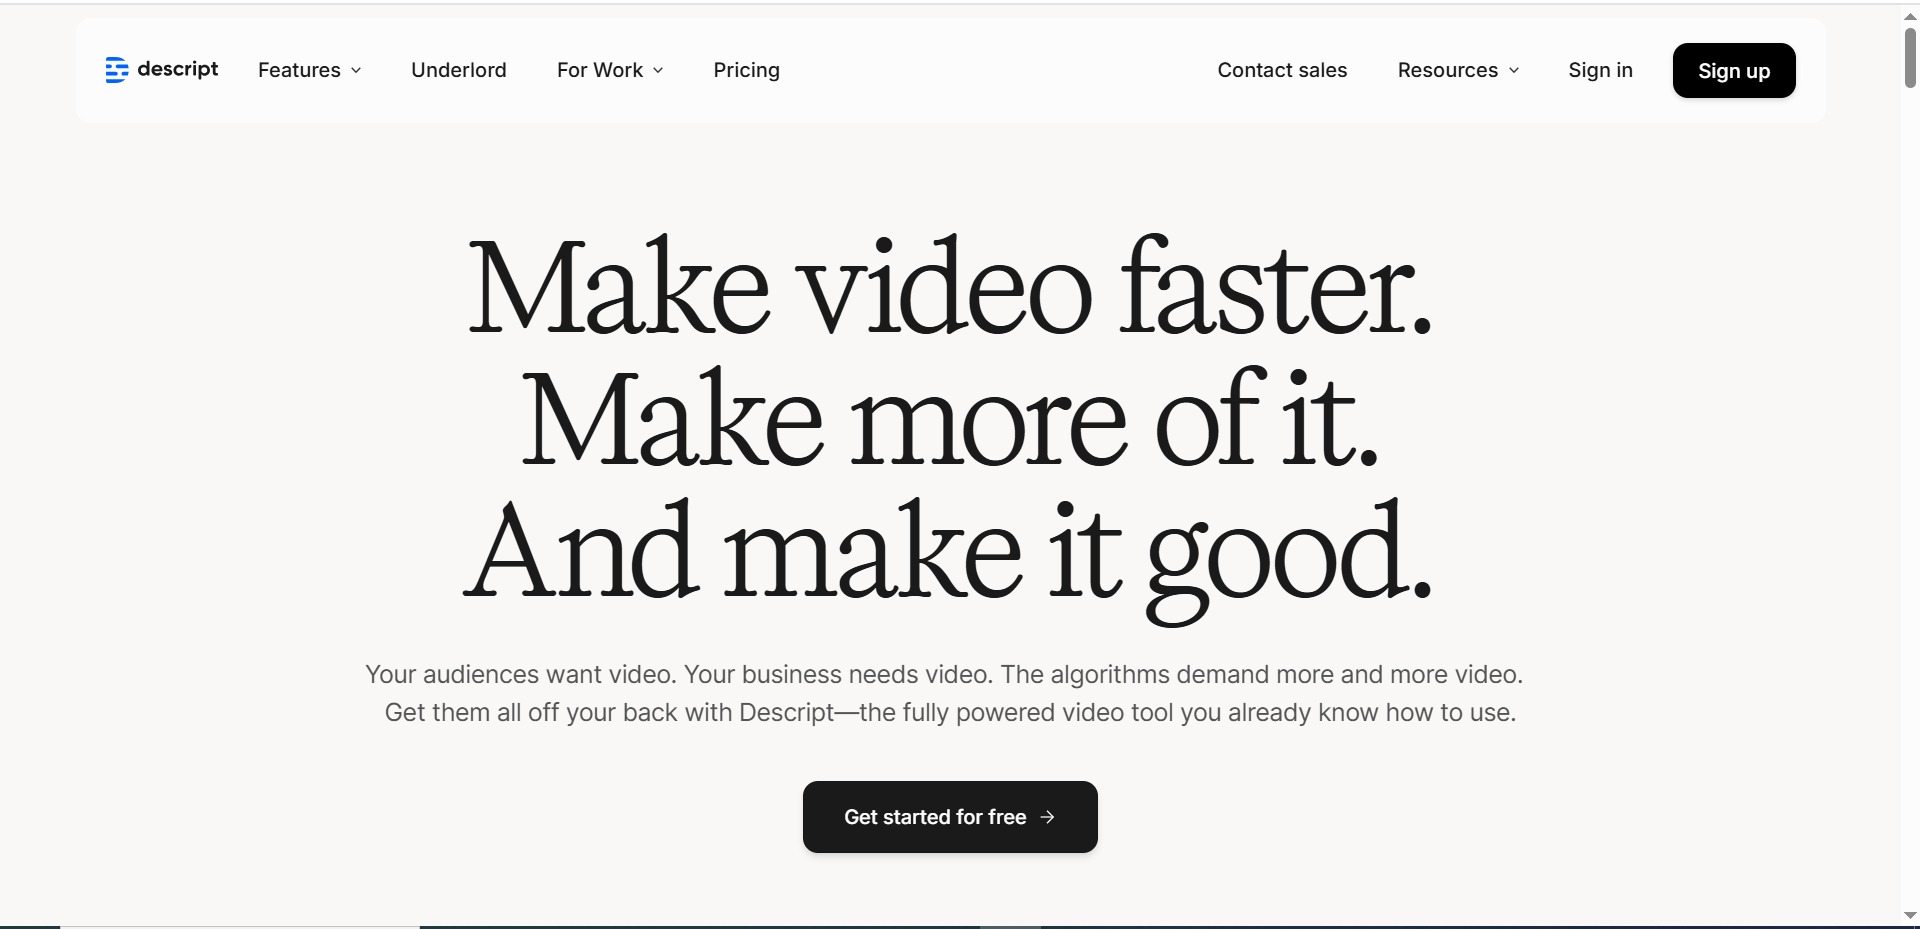 descript Features Underlord For Work Pricing Contact sales Resources Sign in Sign up
Make video faster.
Make more of it.
And make it good.
Your audiences want video. Your business needs video. The algorithms demand more and more video.
Get them all off your back with Descript—the fully powered video tool you already know how to use.
Get started for free →